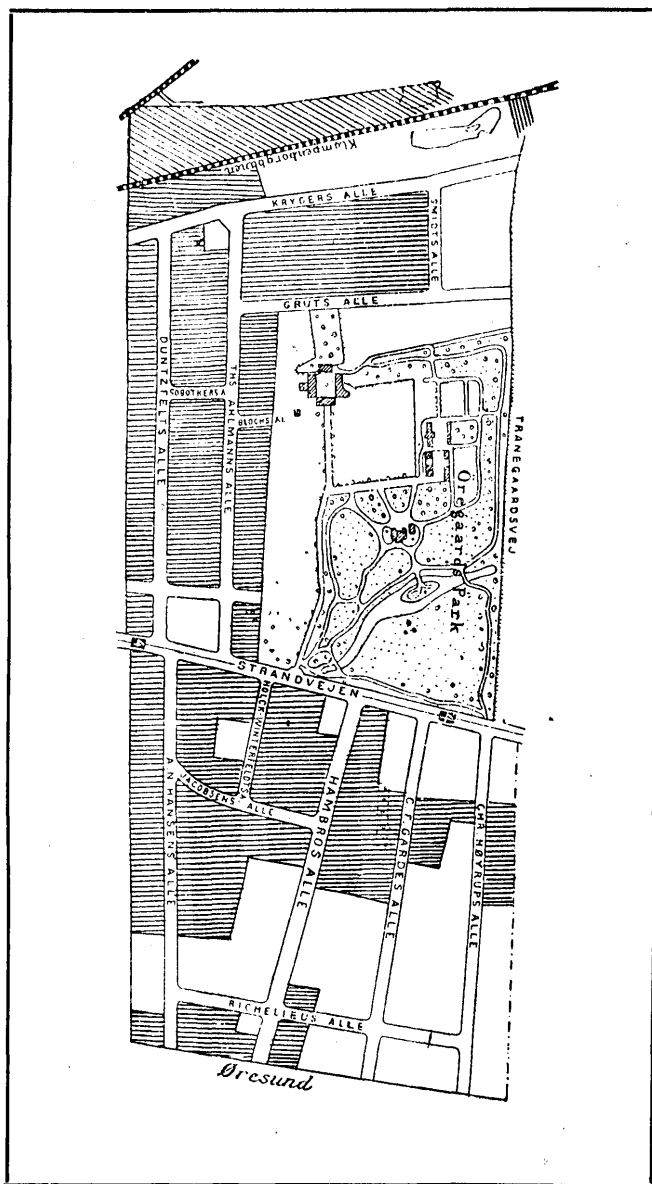 Klampenborgbanen
KRYGERS ALLE
SMIDTS ALLE
GRUTS ALLE
DUNTZFELTS ALLE
THS AHLMANNS ALLE
SOBOTHERS A
BLOCHS AL
TRANEGAARDSVEJ
Øregaards Park
STRANDVEJEN
HOLCK-WINTERFELDTS A
JACOBSENS ALLE
A N HANSENS ALLE
HAMBROS ALLE
C F GARDES ALLE
CHR HØYRUPS ALLE
RICHELIEUS ALLE
Øresund